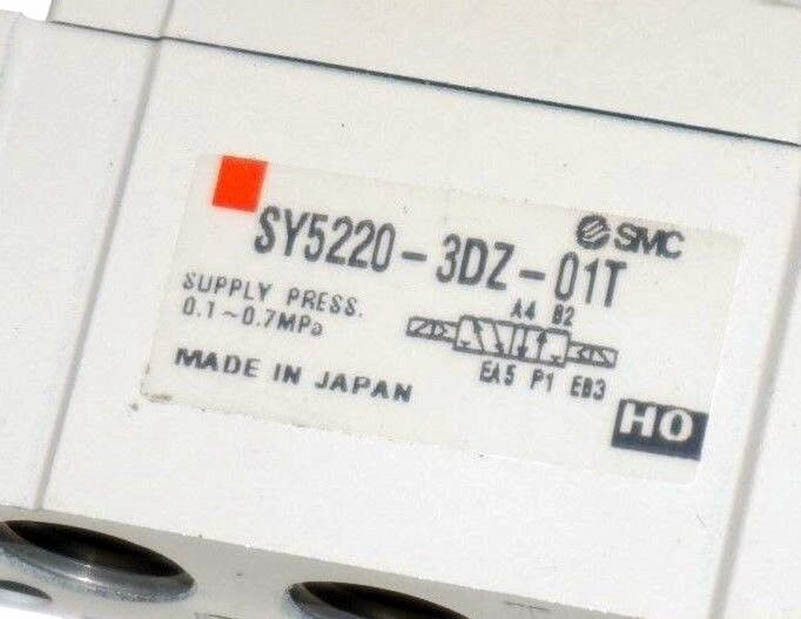 SMC
SY5220-3DZ-01T
SUPPLY PRESS.
0.1~0.7MPa
A4 B2
EA5 P1 EB3
MADE IN JAPAN
HO